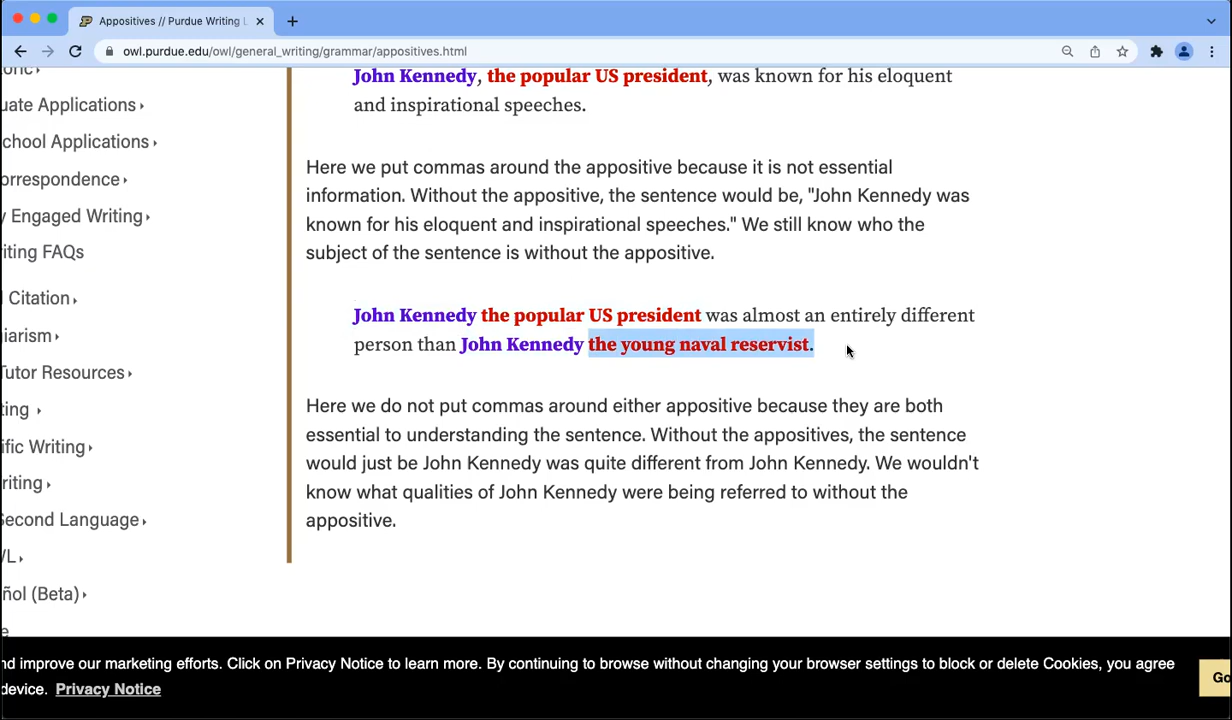 Appositives // Purdue Writing L
owl.purdue.edu/owl/general_writing/grammar/appositives.html
John Kennedy, the popular US president, was known for his eloquent
and inspirational speeches.
uate Applications
chool Applications
orrespondence
y Engaged Writing
iting FAQs
Citation
iarism
Tutor Resources
ting
ific Writing
riting
Second Language
L
ñol (Beta)
Here we put commas around the appositive because it is not essential
information. Without the appositive, the sentence would be, "John Kennedy was
known for his eloquent and inspirational speeches." We still know who the
subject of the sentence is without the appositive.
John Kennedy the popular US president was almost an entirely different
person than John Kennedy the young naval reservist.
Here we do not put commas around either appositive because they are both
essential to understanding the sentence. Without the appositives, the sentence
would just be John Kennedy was quite different from John Kennedy. We wouldn't
know what qualities of John Kennedy were being referred to without the
appositive.
nd improve our marketing efforts. Click on Privacy Notice to learn more. By continuing to browse without changing your browser settings to block or delete Cookies, you agree
device. Privacy Notice
Go